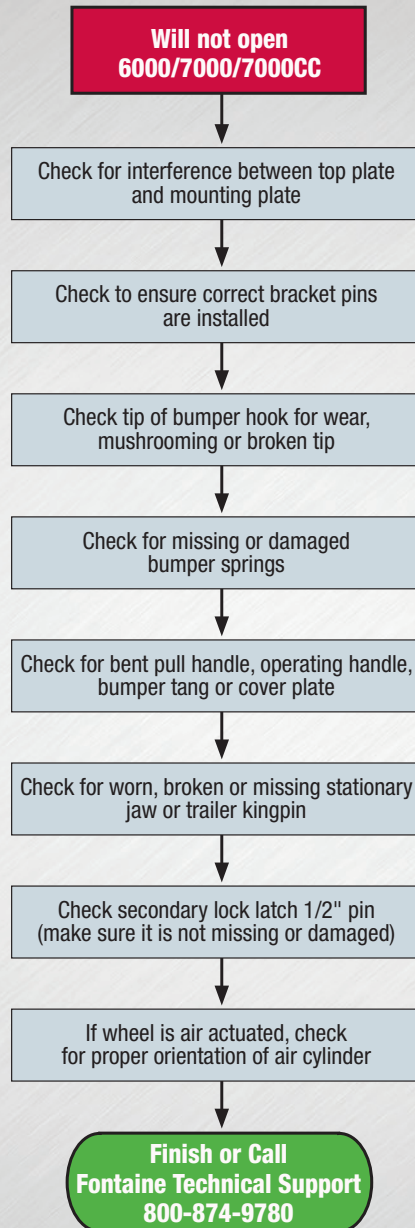 Will not open
6000/7000/7000CC
Check for interference between top plate
and mounting plate
Check to ensure correct bracket pins
are installed
Check tip of bumper hook for wear,
mushrooming or broken tip
Check for missing or damaged
bumper springs
Check for bent pull handle, operating handle,
bumper tang or cover plate
Check for worn, broken or missing stationary
jaw or trailer kingpin
Check secondary lock latch 1/2" pin
(make sure it is not missing or damaged)
If wheel is air actuated, check
for proper orientation of air cylinder
Finish or Call
Fontaine Technical Support
800-874-9780